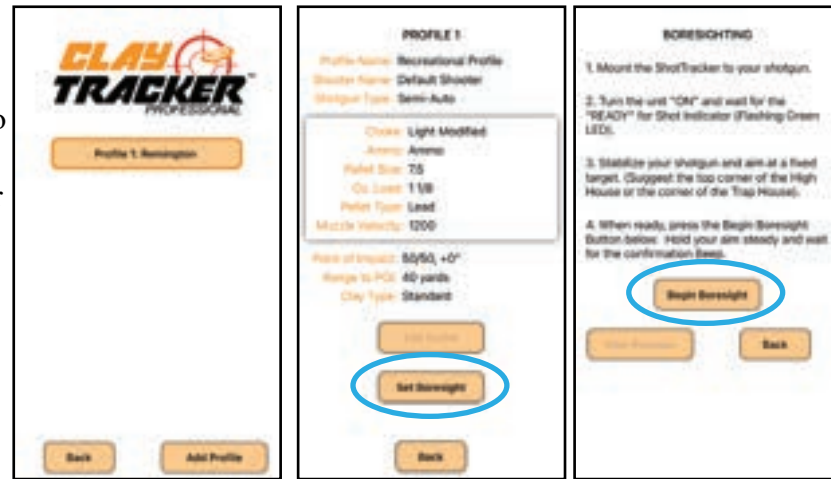 CLAY
TRACKER™
PROFESSIONAL
Profile 1: Remington
Back
Add Profile
PROFILE 1
Profile Name: Recreational Profile
Shooter Name: Default Shooter
Shotgun Type: Semi-Auto
Choke: Light Modified
Ammo: Ammo
Pellet Size: 7.5
Oz. Load: 1 1/8
Pellet Type: Lead
Muzzle Velocity: 1200
Point of Impact: 50/50, +0"
Range to POI: 40 yards
Clay Type: Standard
Edit Profile
Set Boresight
Back
BORESIGHTING
1. Mount the ShotTracker to your shotgun.
2. Turn the unit "ON" and wait for the
"READY" for Shot Indicator (Flashing Green
LED).
3. Stabilize your shotgun and aim at a fixed
target. (Suggest the top corner of the High
House or the corner of the Trap House).
4. When ready, press the Begin Boresight
Button below. Hold your aim steady and wait
for the confirmation beep.
Begin Boresight
Back